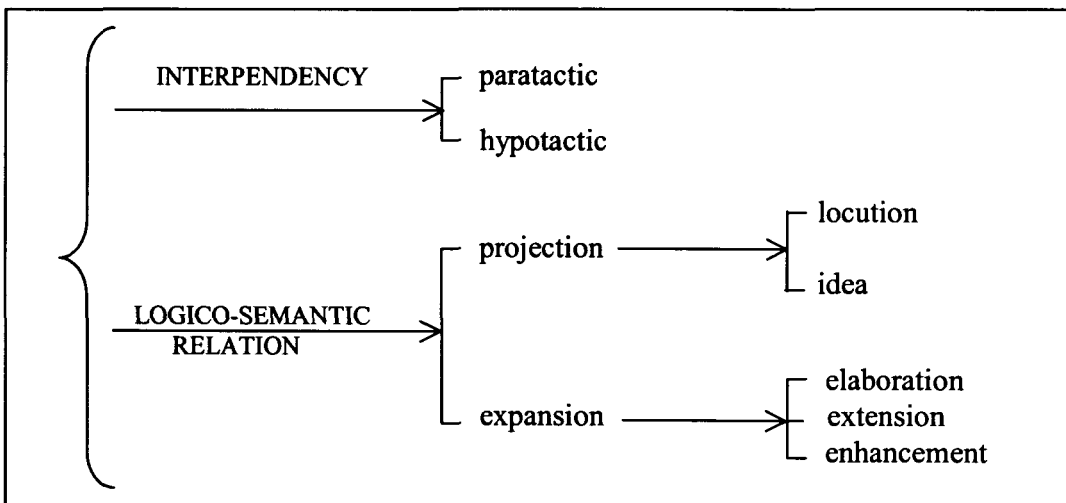 INTERPENDENCY
paratactic
hypotactic
projection
locution
idea
LOGICO-SEMANTIC
RELATION
expansion
elaboration
extension
enhancement